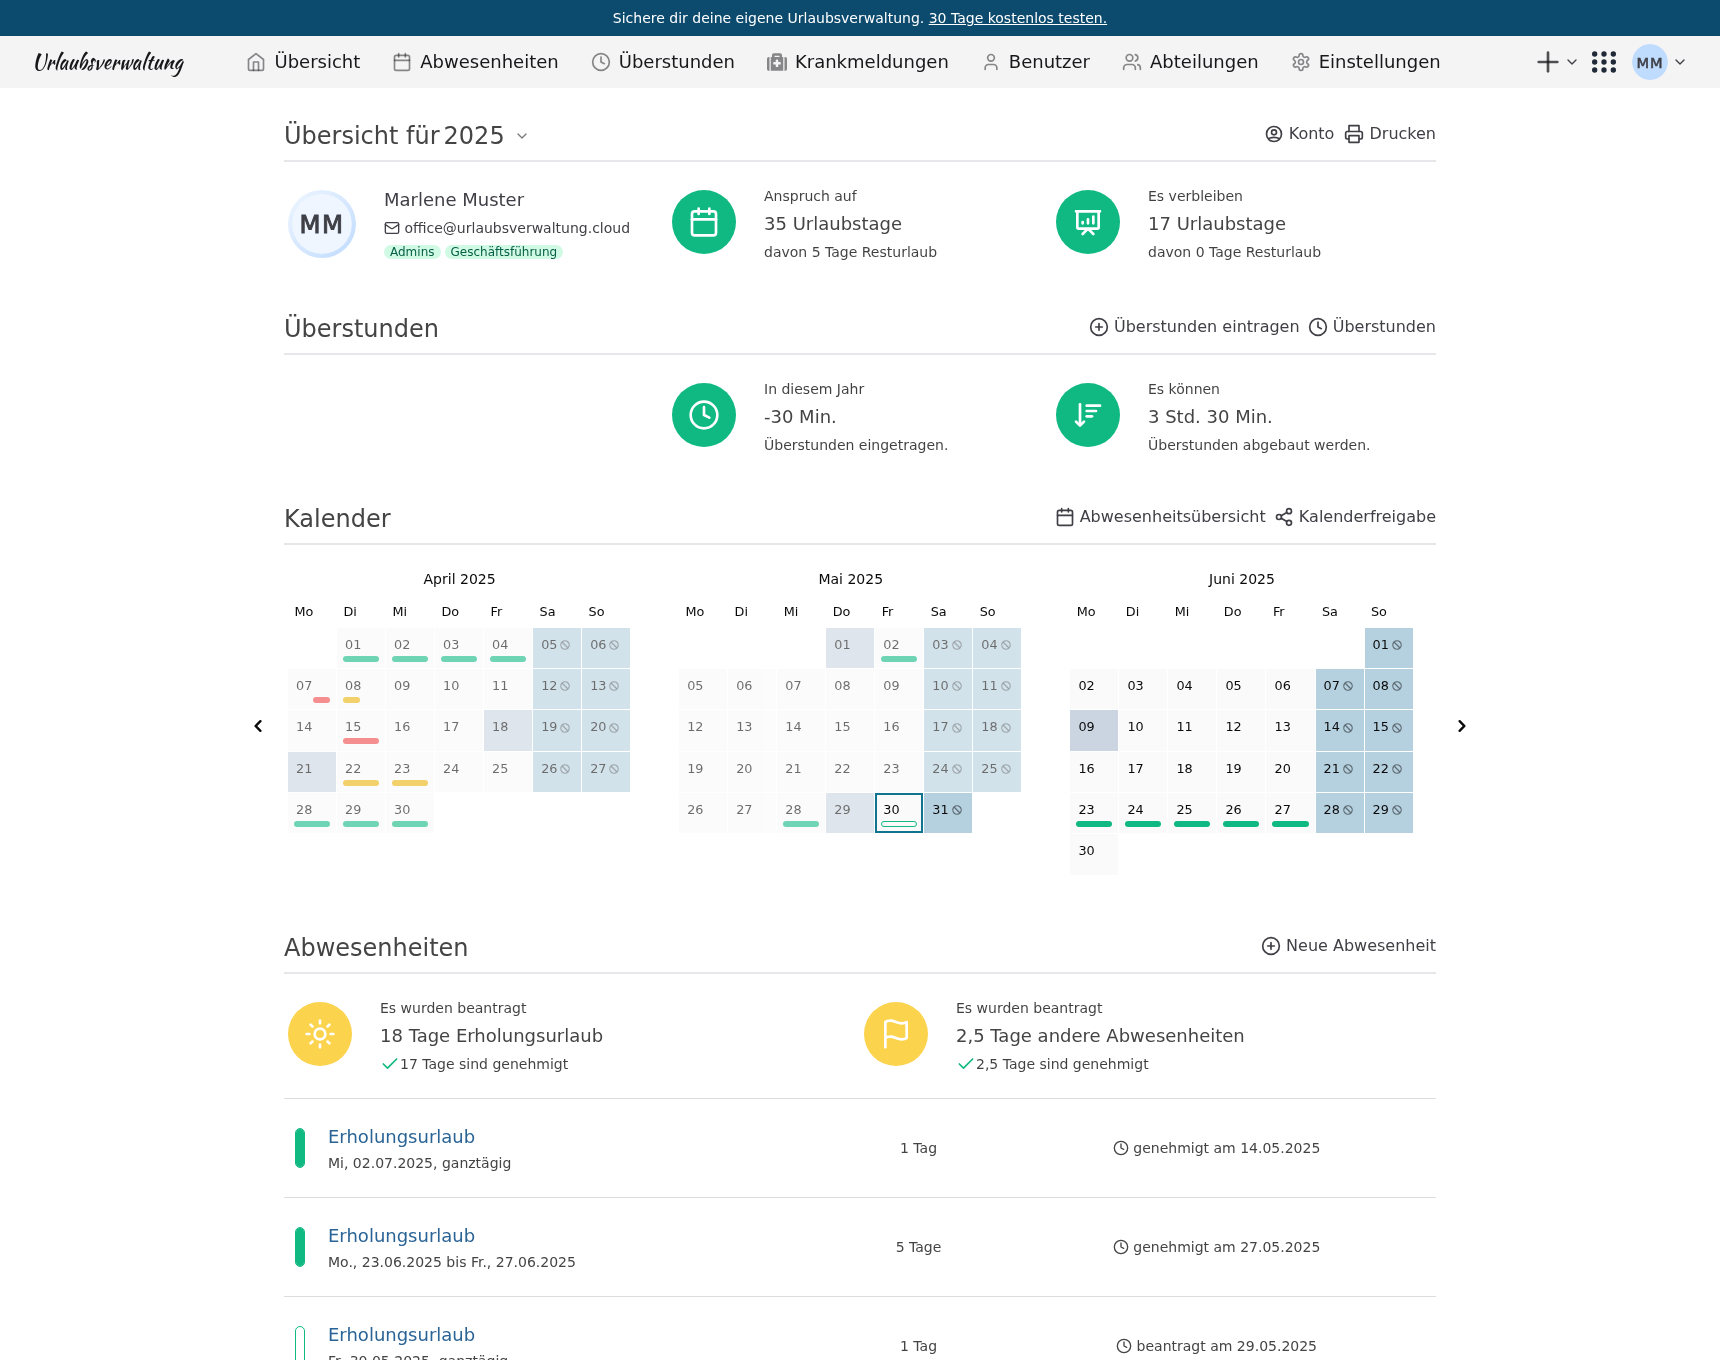 Sichere dir deine eigene Urlaubsverwaltung. 30 Tage kostenlos testen.
Urlaubsverwaltung Übersicht Abwesenheiten Überstunden Krankmeldungen Benutzer Abteilungen Einstellungen MM
Übersicht für 2025 Konto Drucken
MM
Marlene Muster
office@urlaubsverwaltung.cloud
Admins Geschäftsführung
Anspruch auf
35 Urlaubstage
davon 5 Tage Resturlaub
Es verbleiben
17 Urlaubstage
davon 0 Tage Resturlaub
Überstunden Überstunden eintragen Überstunden
In diesem Jahr
-30 Min.
Überstunden eingetragen.
Es können
3 Std. 30 Min.
Überstunden abgebaut werden.
Kalender Abwesenheitsübersicht Kalenderfreigabe
April 2025
Mo Di Mi Do Fr Sa So
01 02 03 04 05 06
07 08 09 10 11 12 13
14 15 16 17 18 19 20
21 22 23 24 25 26 27
28 29 30
Mai 2025
Mo Di Mi Do Fr Sa So
01 02 03 04
05 06 07 08 09 10 11
12 13 14 15 16 17 18
19 20 21 22 23 24 25
26 27 28 29 30 31
Juni 2025
Mo Di Mi Do Fr Sa So
01
02 03 04 05 06 07 08
09 10 11 12 13 14 15
16 17 18 19 20 21 22
23 24 25 26 27 28 29
30
Abwesenheiten Neue Abwesenheit
Es wurden beantragt
18 Tage Erholungsurlaub
17 Tage sind genehmigt
Es wurden beantragt
2,5 Tage andere Abwesenheiten
2,5 Tage sind genehmigt
Erholungsurlaub
Mi, 02.07.2025, ganztägig
1 Tag
genehmigt am 14.05.2025
Erholungsurlaub
Mo., 23.06.2025 bis Fr., 27.06.2025
5 Tage
genehmigt am 27.05.2025
Erholungsurlaub
Fr, 30.05.2025, ganztägig
1 Tag
beantragt am 29.05.2025